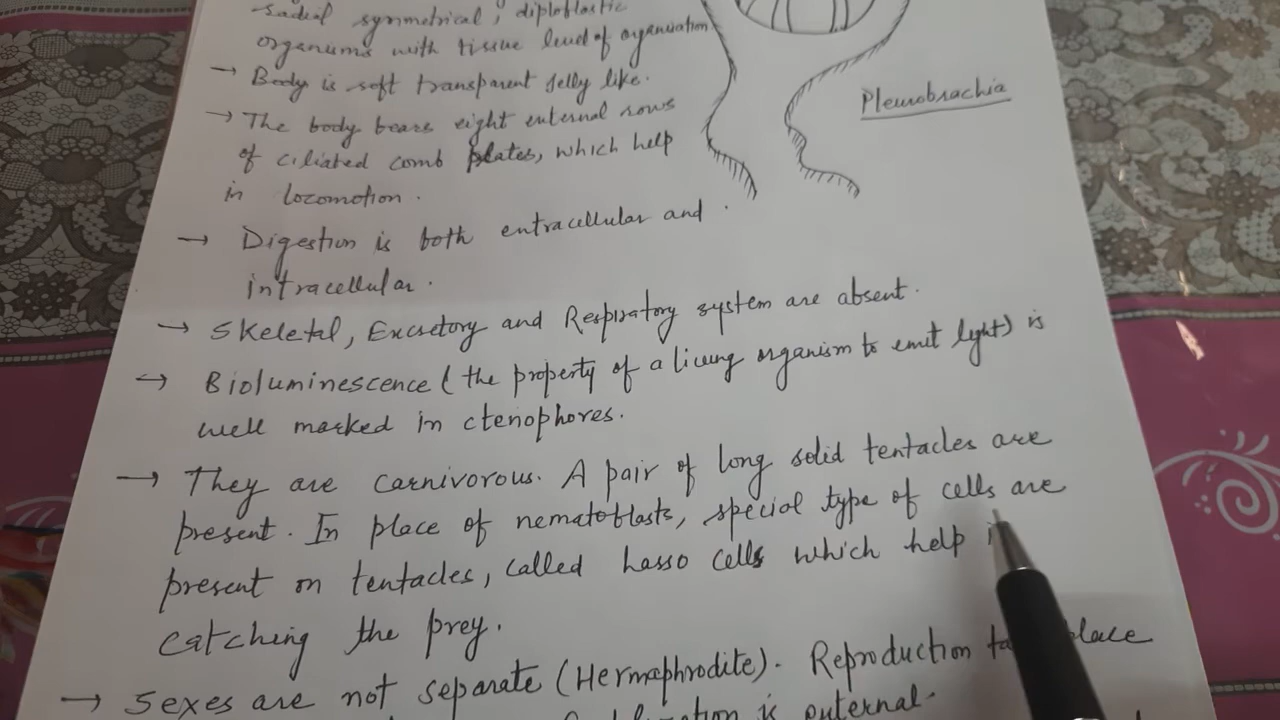 radial symmetrical, diploblastic
organums with tissue level of organisation
→ Body is soft transparent Jelly like.
→ The body bears eight external rows
of ciliated comb plates, which help
in locomotion.
Pleurobrachia
→ Digestion is both extracellular and
intracellular.
→ Skeletal, Excretory and Respiratory system are absent.
→ Bioluminescence (the property of a living organism to emit light) is
well marked in ctenophores.
→ They are carnivorous. A pair of long solid tentacles are
present. In place of nematoblasts, special type of cells are
present on tentacles, called lasso cells which help
catching the prey.
→ Sexes are not separate (Hermaphrodite). Reproduction place
is external.